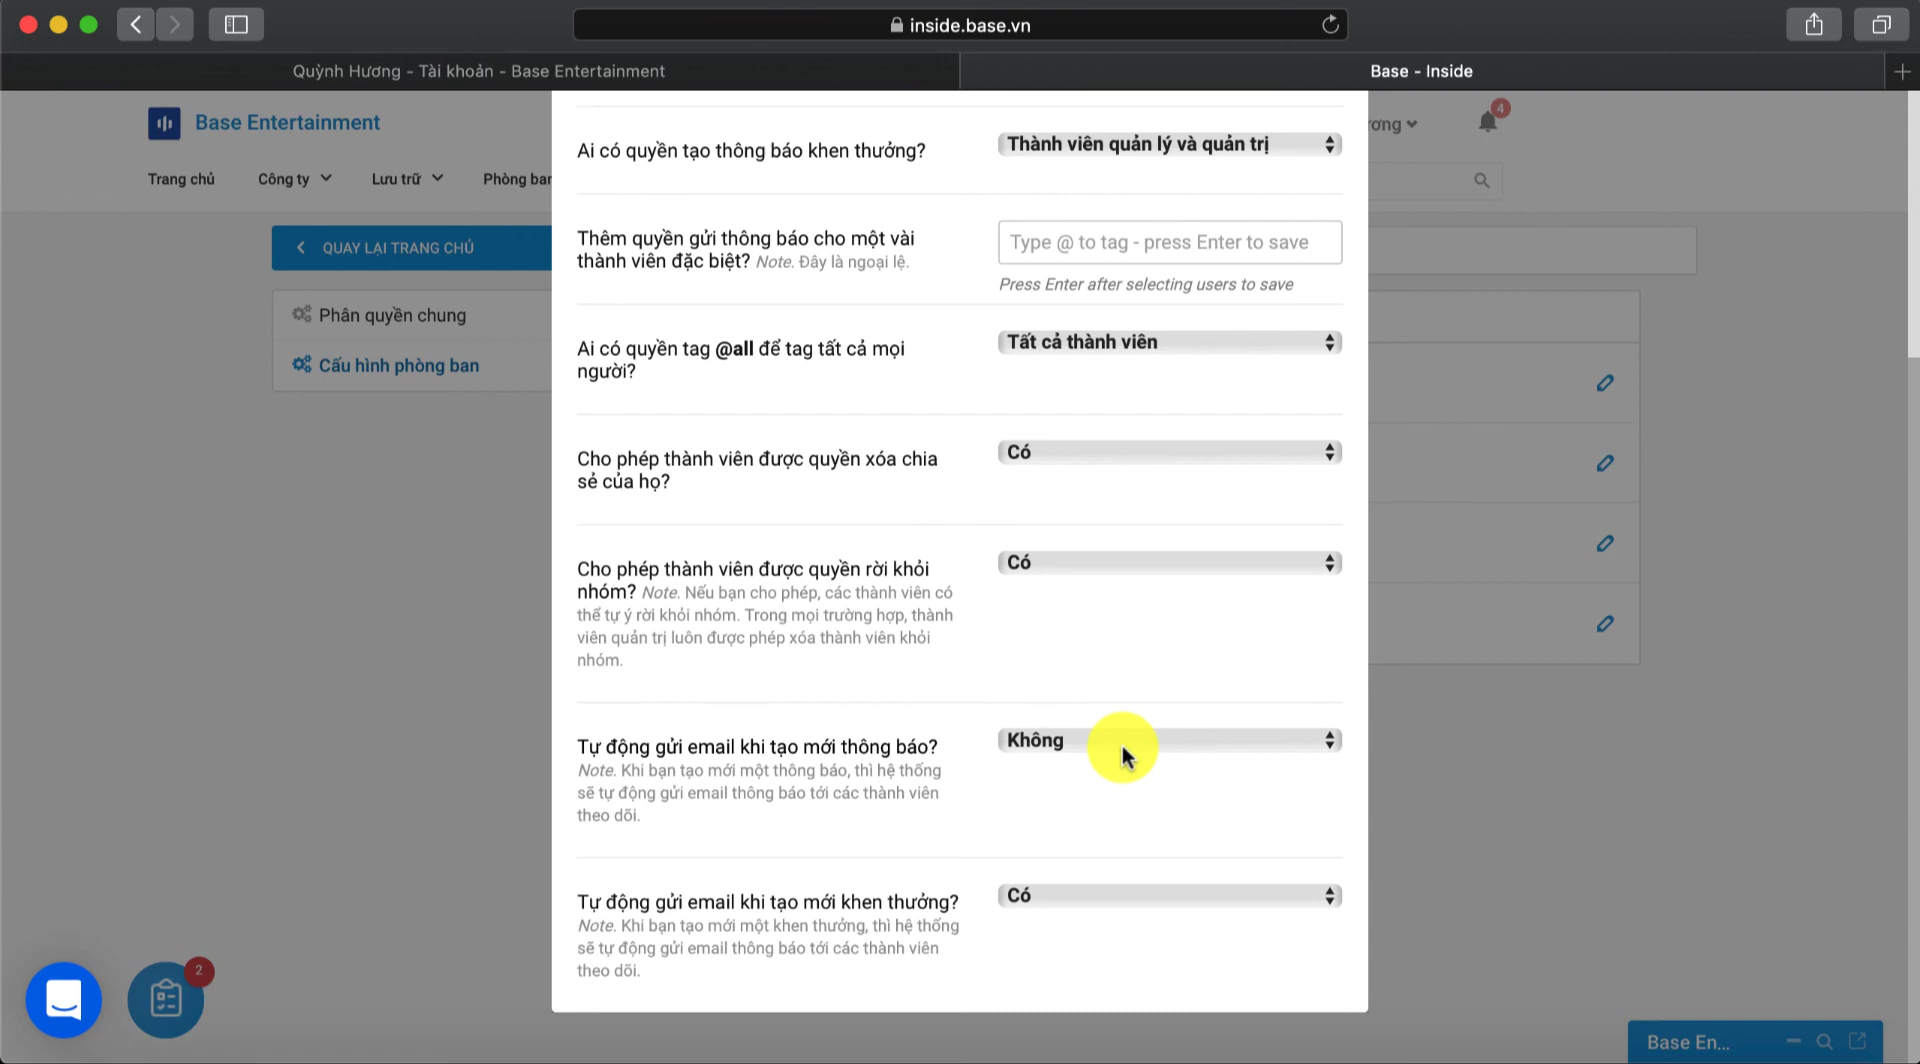 inside.base.vn
Quỳnh Hương - Tài khoản - Base Entertainment
Base - Inside
Base Entertainment
ương
4
Trang chủ
Công ty
Lưu trữ
Phòng ban
QUAY LẠI TRANG CHỦ
Phân quyền chung
Cấu hình phòng ban
Ai có quyền tạo thông báo khen thưởng?
Thành viên quản lý và quản trị
Thêm quyền gửi thông báo cho một vài
thành viên đặc biệt? Note. Đây là ngoại lệ.
Type @ to tag - press Enter to save
Press Enter after selecting users to save
Ai có quyền tag @all để tag tất cả mọi
người?
Tất cả thành viên
Cho phép thành viên được quyền xóa chia
sẻ của họ?
Có
Cho phép thành viên được quyền rời khỏi
nhóm? Note. Nếu bạn cho phép, các thành viên có
thể tự ý rời khỏi nhóm. Trong mọi trường hợp, thành
viên quản trị luôn được phép xóa thành viên khỏi
nhóm.
Có
Tự động gửi email khi tạo mới thông báo?
Note. Khi bạn tạo mới một thông báo, thì hệ thống
sẽ tự động gửi email thông báo tới các thành viên
theo dõi.
Không
Tự động gửi email khi tạo mới khen thưởng?
Note. Khi bạn tạo mới một khen thưởng, thì hệ thống
sẽ tự động gửi email thông báo tới các thành viên
theo dõi.
Có
2
Base En...